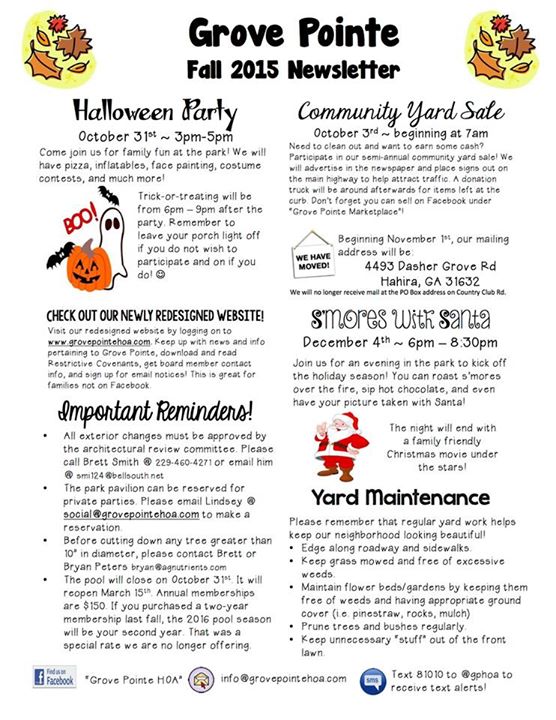 Grove Pointe
Fall 2015 Newsletter
Halloween Party
October 31st ~ 3pm-5pm
Come join us for family fun at the park! We will
have pizza, inflatables, face painting, costume
contests, and much more!
BOO!
Trick-or-treating will be
from 6pm – 9pm after the
party. Remember to
leave your porch light off
if you do not wish to
participate and on if you
do! ☺
CHECK OUT OUR NEWLY REDESIGNED WEBSITE!
Visit our redesigned website by logging on to
www.grovepointehoa.com. Keep up with news and info
pertaining to Grove Pointe, download and read
Restrictive Covenants, get board member contact
info, and sign up for email notices! This is great for
families not on Facebook.
Important Reminders!
• All exterior changes must be approved by
the architectural review committee. Please
call Brett Smith @ 229-460-4271 or email him
@ smi124@bellsouth.net
• The park pavilion can be reserved for
private parties. Please email Lindsey @
social@grovepointehoa.com to make a
reservation.
• Before cutting down any tree greater than
10" in diameter, please contact Brett or
Bryan Peters bryan@agnutrients.com
• The pool will close on October 31st. It will
reopen March 15th. Annual memberships
are $150. If you purchased a two-year
membership last fall, the 2016 pool season
will be your second year. That was a
special rate we are no longer offering.
Community Yard Sale
October 3rd ~ beginning at 7am
Need to clean out and want to earn some cash?
Participate in our semi-annual community yard sale! We
will advertise in the newspaper and place signs out on
the main highway to help attract traffic. A donation
truck will be around afterwards for items left at the
curb. Don't forget you can sell on Facebook under
"Grove Pointe Marketplace"!
WE HAVE
MOVED!
Beginning November 1st, our mailing
address will be:
4493 Dasher Grove Rd
Hahira, GA 31632
We will no longer receive mail at the PO Box address on Country Club Rd.
S'mores With Santa
December 4th ~ 6pm – 8:30pm
Join us for an evening in the park to kick off
the holiday season! You can roast s'mores
over the fire, sip hot chocolate, and even
have your picture taken with Santa!
The night will end with
a family friendly
Christmas movie under
the stars!
Yard Maintenance
Please remember that regular yard work helps
keep our neighborhood looking beautiful!
• Edge along roadway and sidewalks.
• Keep grass mowed and free of excessive
weeds.
• Maintain flower beds/gardens by keeping them
free of weeds and having appropriate ground
cover (i.e. pinestraw, rocks, mulch)
• Prune trees and bushes regularly.
• Keep unnecessary "stuff" out of the front
lawn.
Find us on
Facebook
"Grove Pointe HOA"
info@grovepointehoa.com
sms
Text 81010 to @gphoa to
receive text alerts!